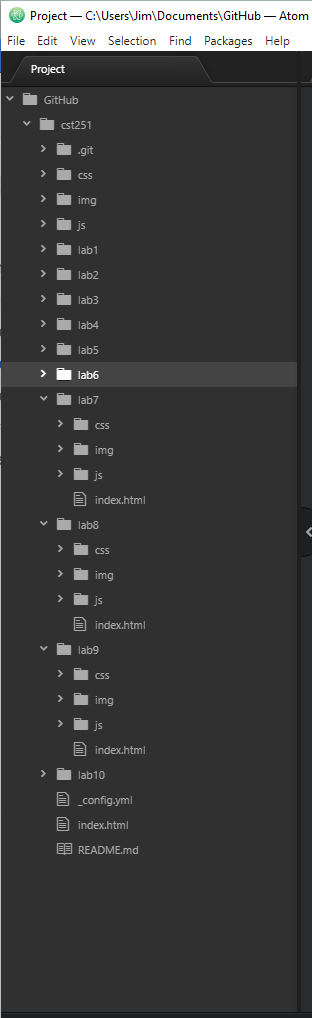 Project — C:\Users\Jim\Documents\GitHub — Atom
File Edit View Selection Find Packages Help
Project
GitHub
cst251
.git
css
img
js
lab1
lab2
lab3
lab4
lab5
lab6
lab7
css
img
js
index.html
lab8
css
img
js
index.html
lab9
css
img
js
index.html
lab10
_config.yml
index.html
README.md